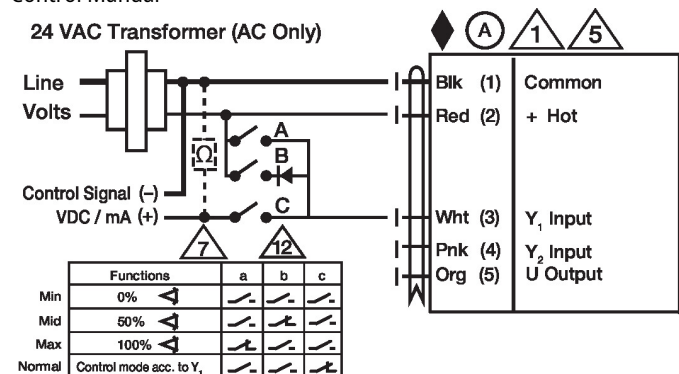 24 VAC Transformer (AC Only)
Line
Volts
Control Signal (–)
VDC / mA (+)
Ω
A
B
C
7
12
A
1
5
Blk (1) Common
Red (2) + Hot
Wht (3) Y1 Input
Pnk (4) Y2 Input
Org (5) U Output
Functions a b c
Min 0%
Mid 50%
Max 100%
Normal Control mode acc. to Y1